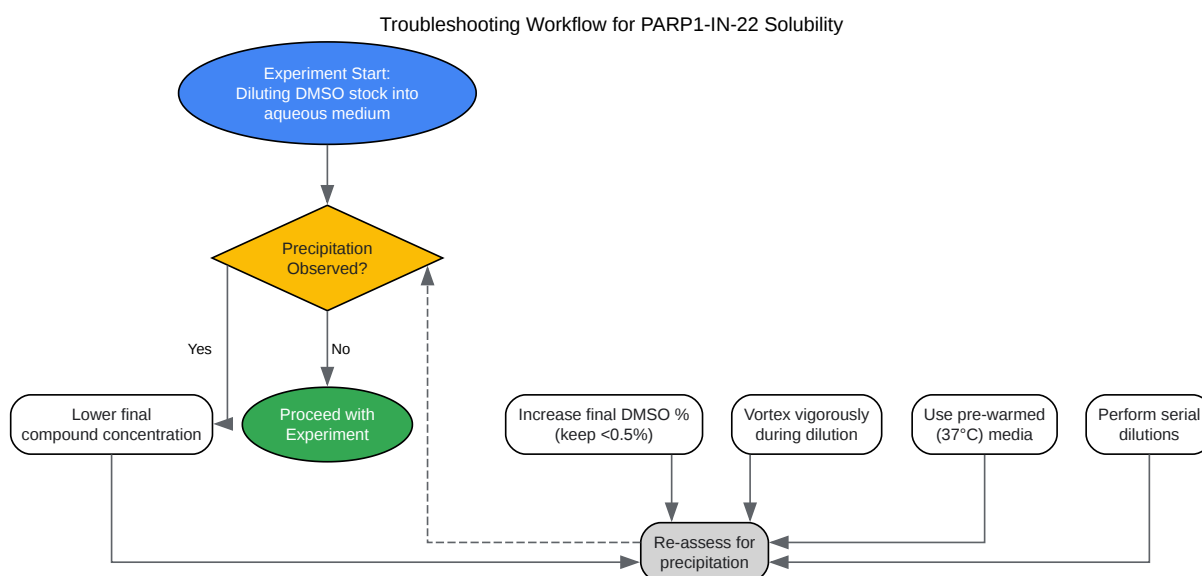 Troubleshooting Workflow for PARP1-IN-22 Solubility
Experiment Start:
Diluting DMSO stock into
aqueous medium
Precipitation
Observed?
Yes
No
Lower final
compound concentration
Proceed with
Experiment
Increase final DMSO %
(keep <0.5%)
Vortex vigorously
during dilution
Use pre-warmed
(37°C) media
Perform serial
dilutions
Re-assess for
precipitation